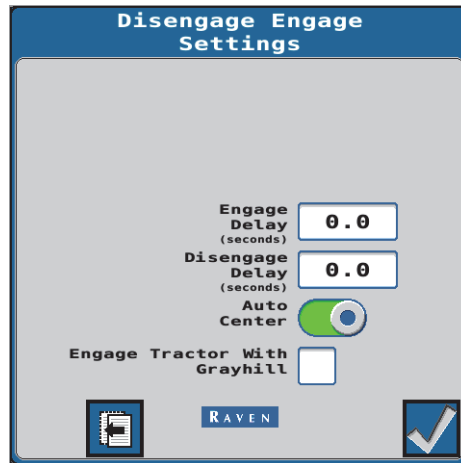 Disengage Engage
Settings
Engage
Delay
(seconds)
0.0
Disengage
Delay
(seconds)
0.0
Auto
Center
Engage Tractor With
Grayhill
RAVEN